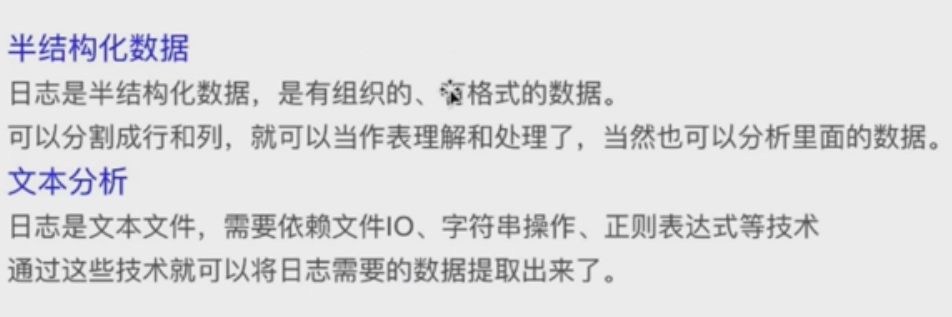 半结构化数据
日志是半结构化数据，是有组织的、有格式的数据。
可以分割成行和列，就可以当作表理解和处理了，当然也可以分析里面的数据。
文本分析
日志是文本文件，需要依赖文件IO、字符串操作、正则表达式等技术
通过这些技术就可以将日志需要的数据提取出来了。